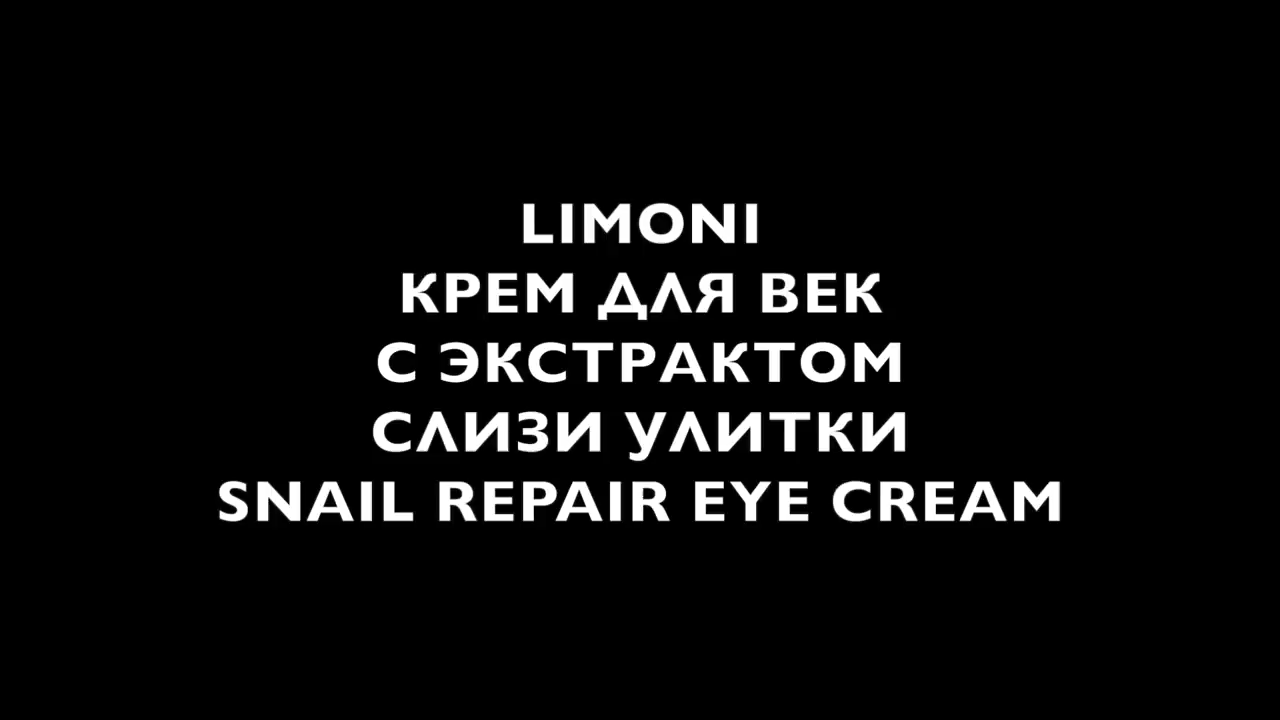 LIMONI
КРЕМ ДЛЯ ВЕК
С ЭКСТРАКТОМ
СЛИЗИ УЛИТКИ
SNAIL REPAIR EYE CREAM